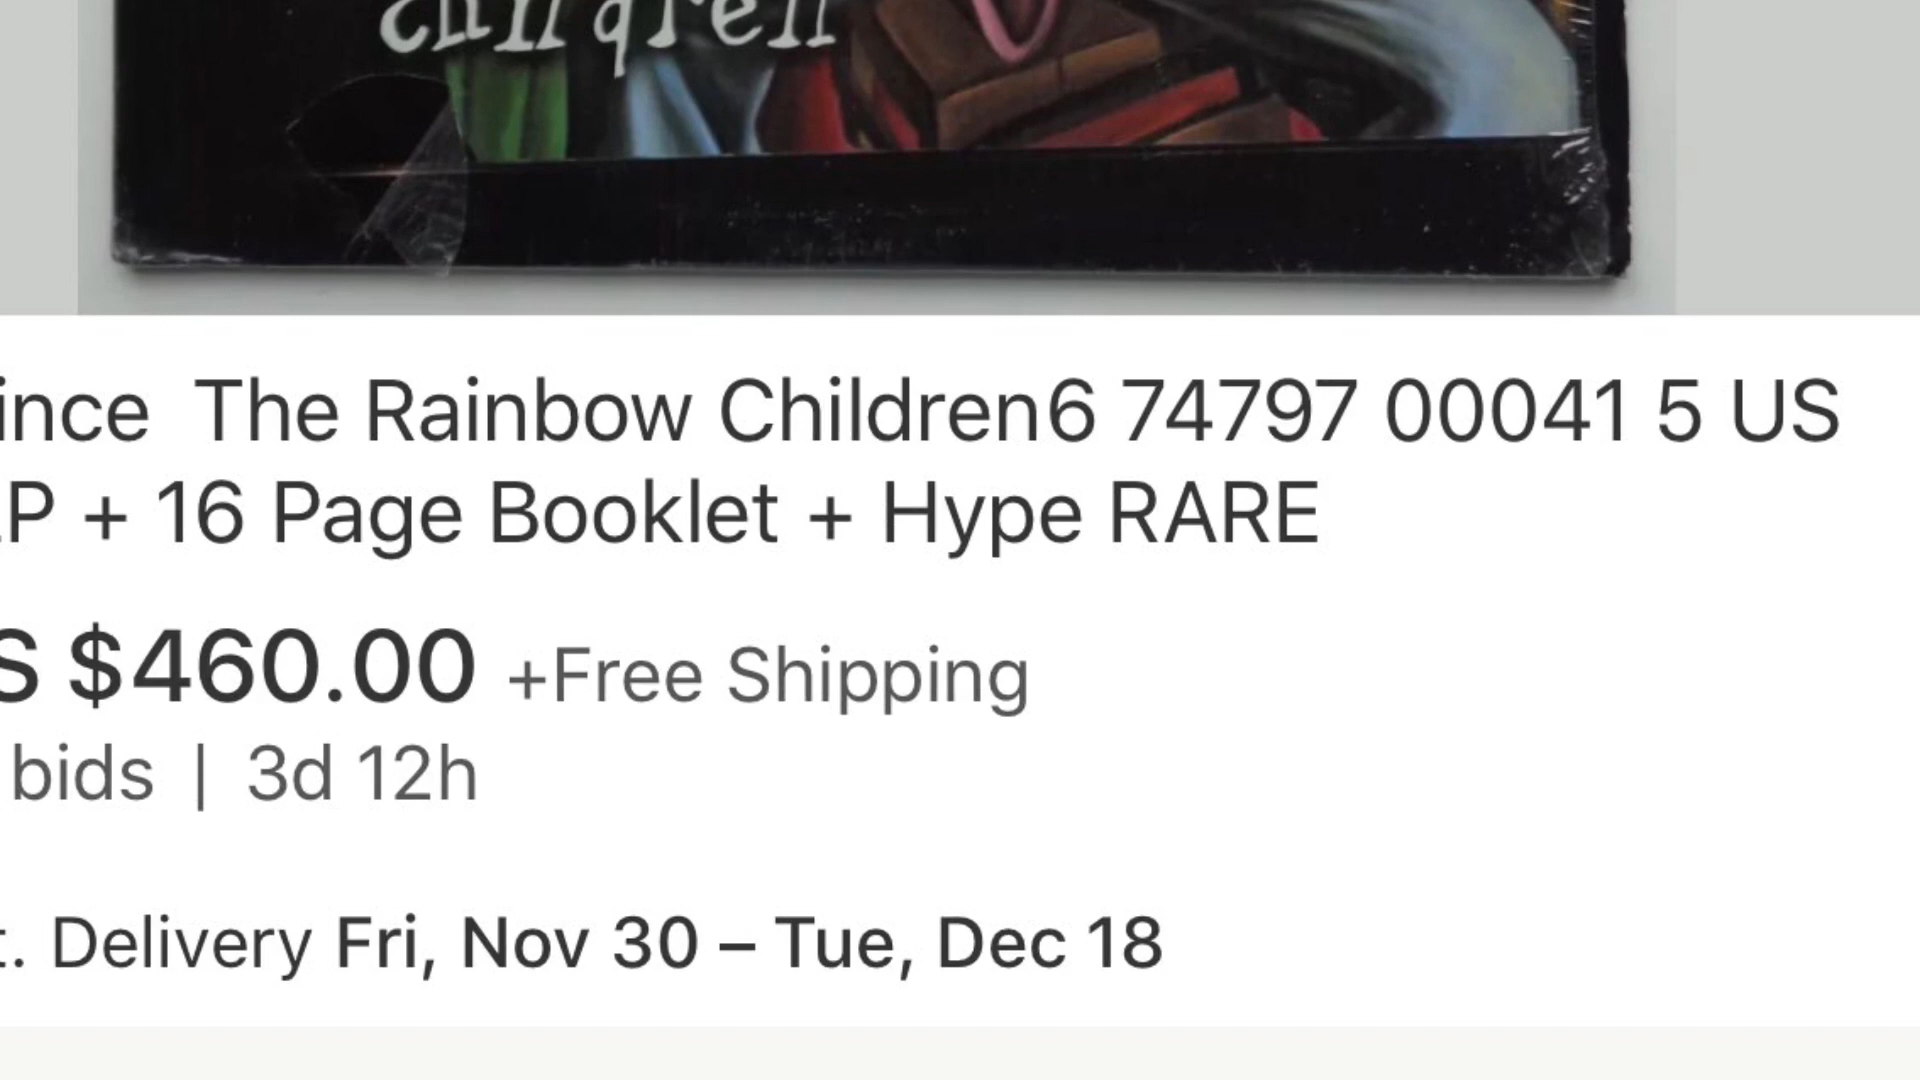 children
ince The Rainbow Children6 74797 00041 5 US
P + 16 Page Booklet + Hype RARE
S $460.00 +Free Shipping
bids | 3d 12h
t. Delivery Fri, Nov 30 – Tue, Dec 18